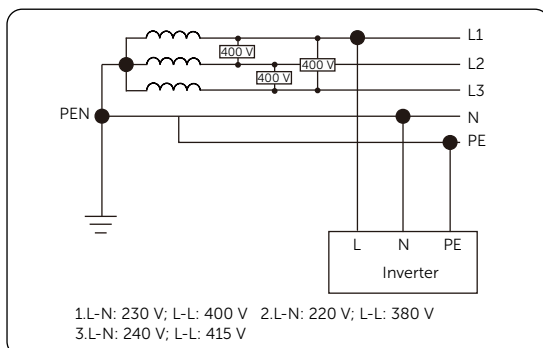 L1
400 V
L2
400 V
400 V
L3
PEN
N
PE
L N PE
Inverter
1.L-N: 230 V; L-L: 400 V 2.L-N: 220 V; L-L: 380 V
3.L-N: 240 V; L-L: 415 V